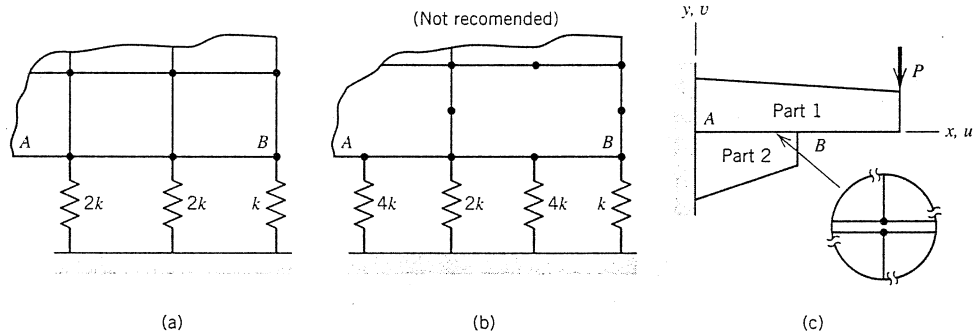 (Not recomended)
A
B
2k
2k
k
(a)
A
B
4k
2k
4k
k
(b)
y, v
P
Part 1
A
x, u
Part 2
B
(c)